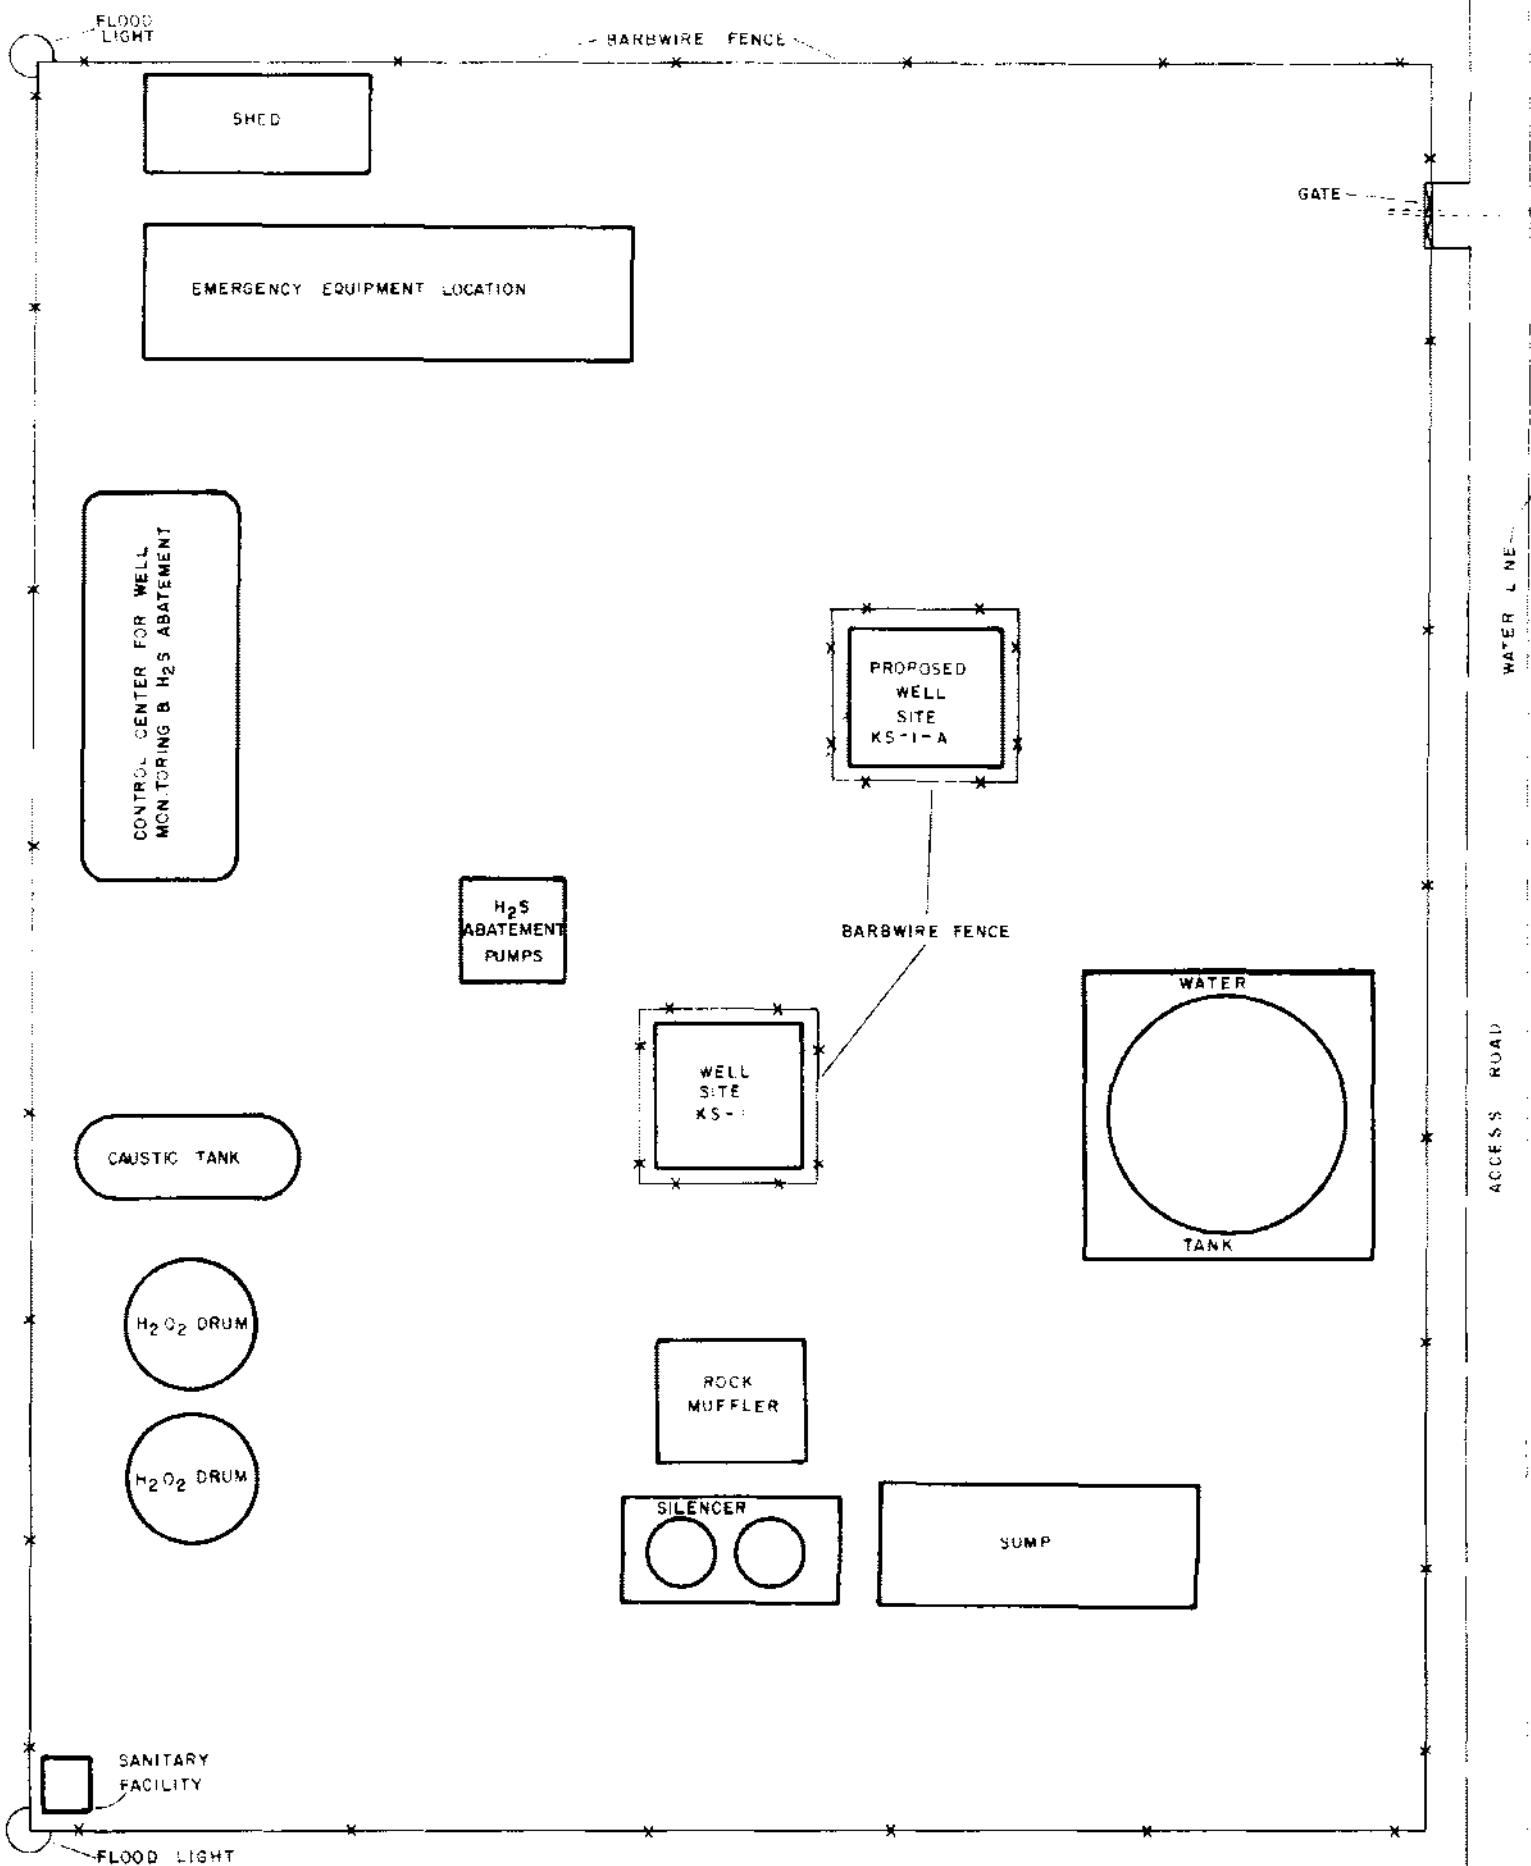 FLOOD
LIGHT
BARBWIRE FENCE
SHED
GATE
EMERGENCY EQUIPMENT LOCATION
CONTROL CENTER FOR WELL
MONITORING & H2S ABATEMENT
WATER LINE
PROPOSED
WELL
SITE
KS-1-A
H2S
ABATEMENT
PUMPS
BARBWIRE FENCE
WATER
TANK
WELL
SITE
KS-1
ACCESS ROAD
CAUSTIC TANK
H2O2 DRUM
ROCK
MUFFLER
H2O2 DRUM
SILENCER
SUMP
SANITARY
FACILITY
FLOOD LIGHT